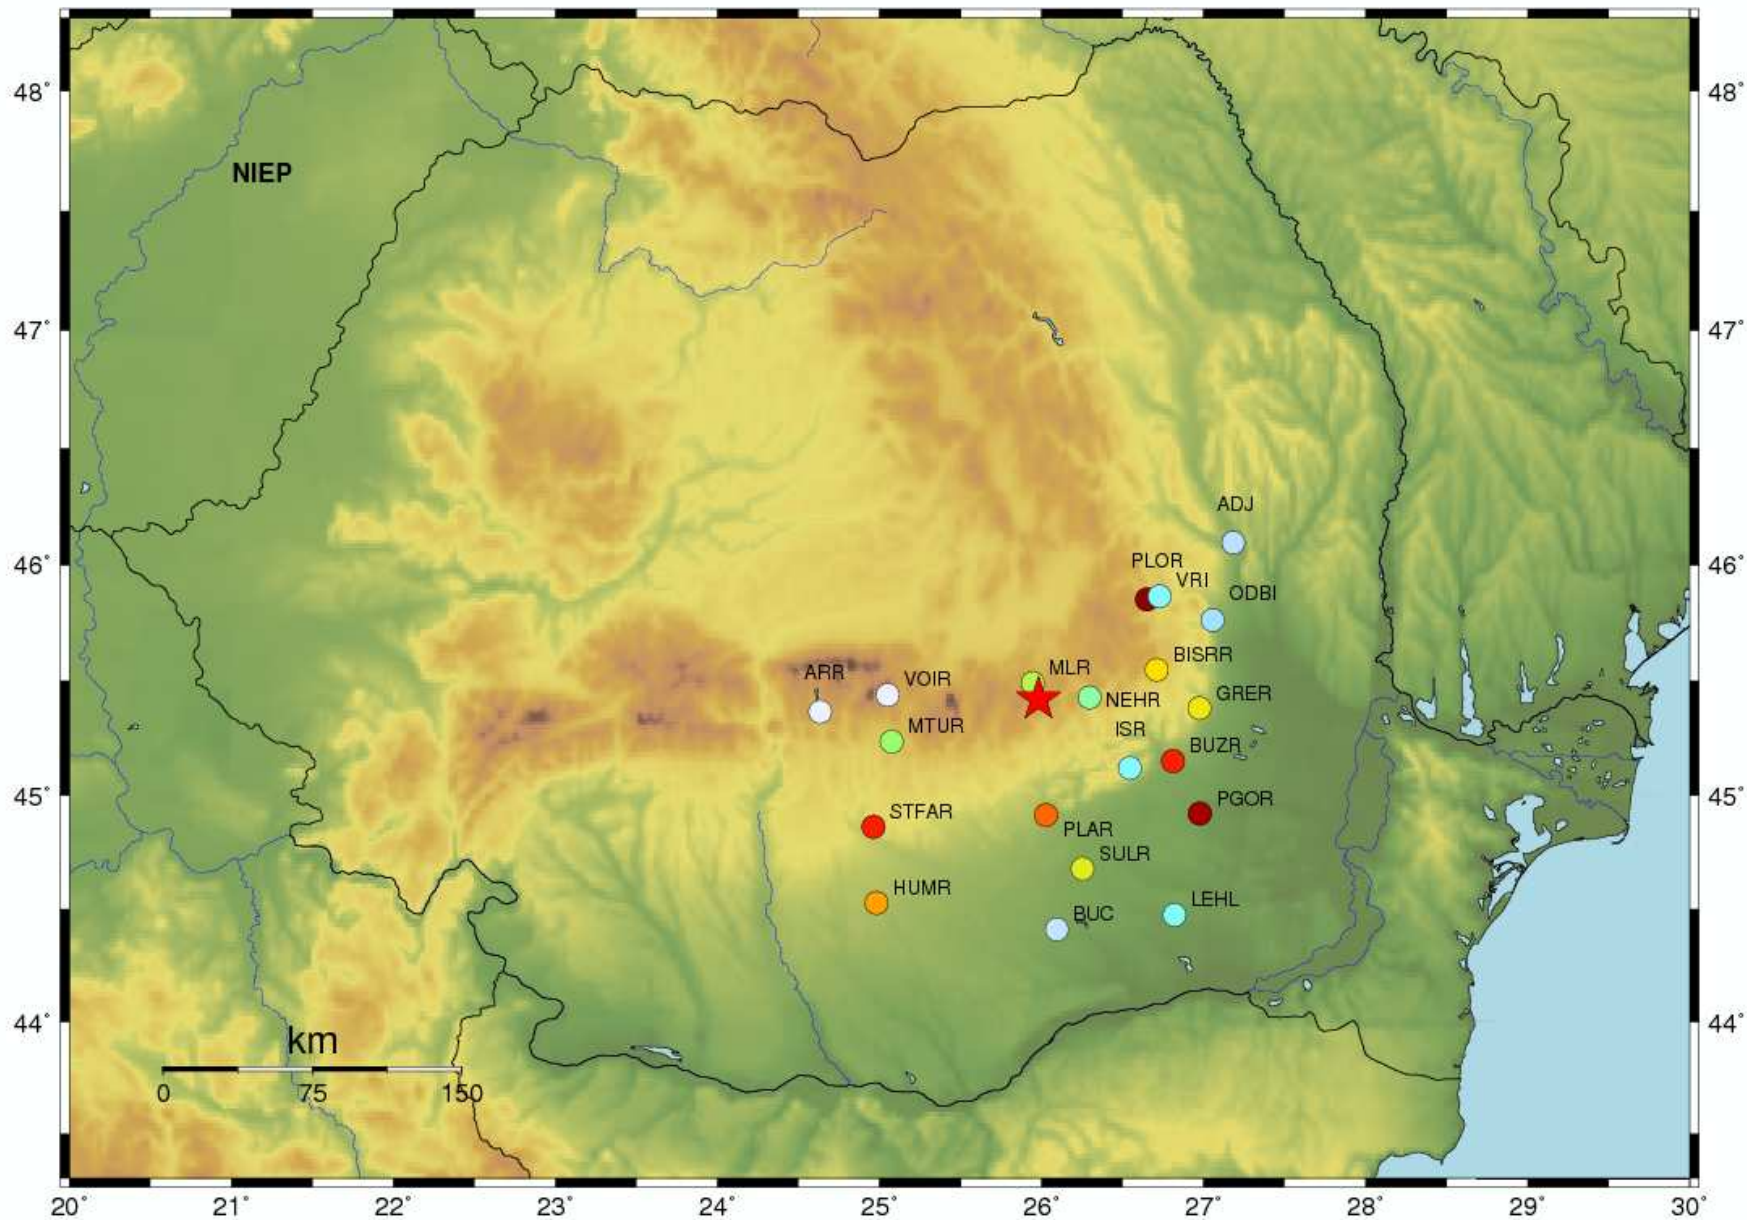 48°
48°
NIEP
47°
47°
ADJ
46°
46°
PLOR
VRI
ODBI
BISRR
MLR
ARR
VOIR
GRER
NEHR
MTUR
ISR
BUZR
45°
45°
PGOR
STFAR
PLAR
SULR
HUMR
LEHL
BUC
44°
44°
km
0 75 150
20° 21° 22° 23° 24° 25° 26° 27° 28° 29° 30°